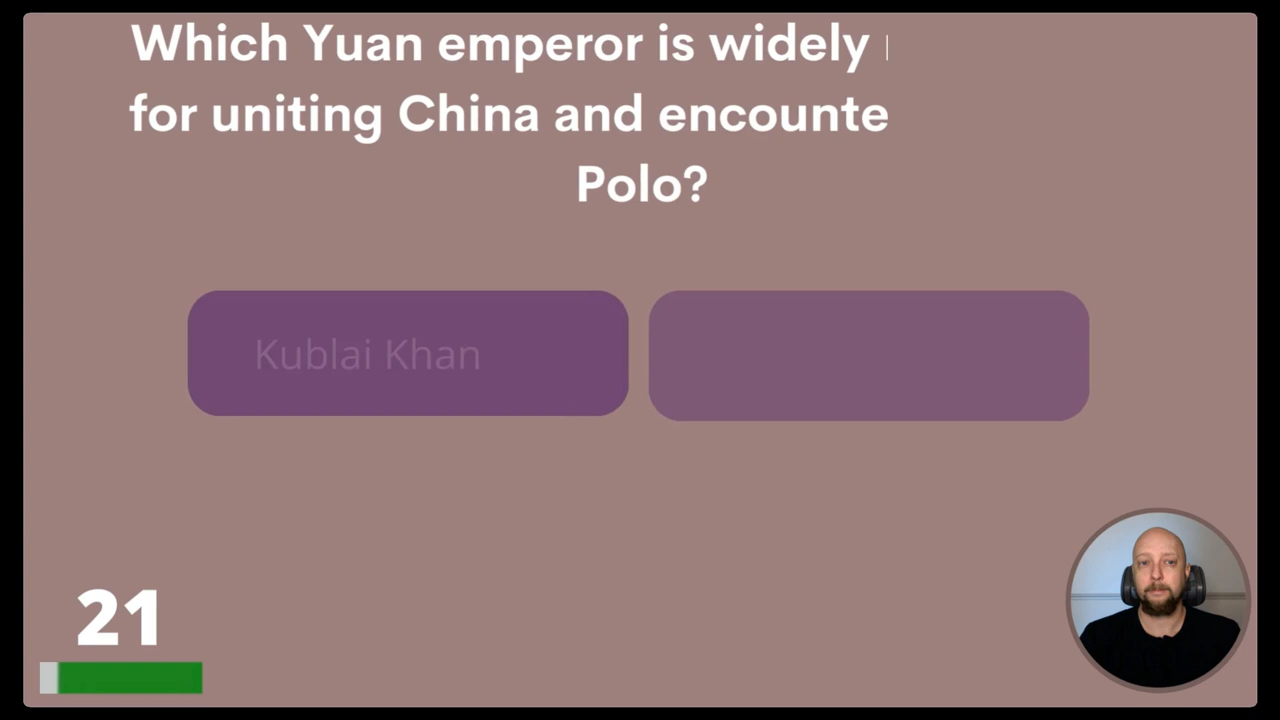 Which Yuan emperor is widely
for uniting China and encounte
Polo?
Kublai Khan
21